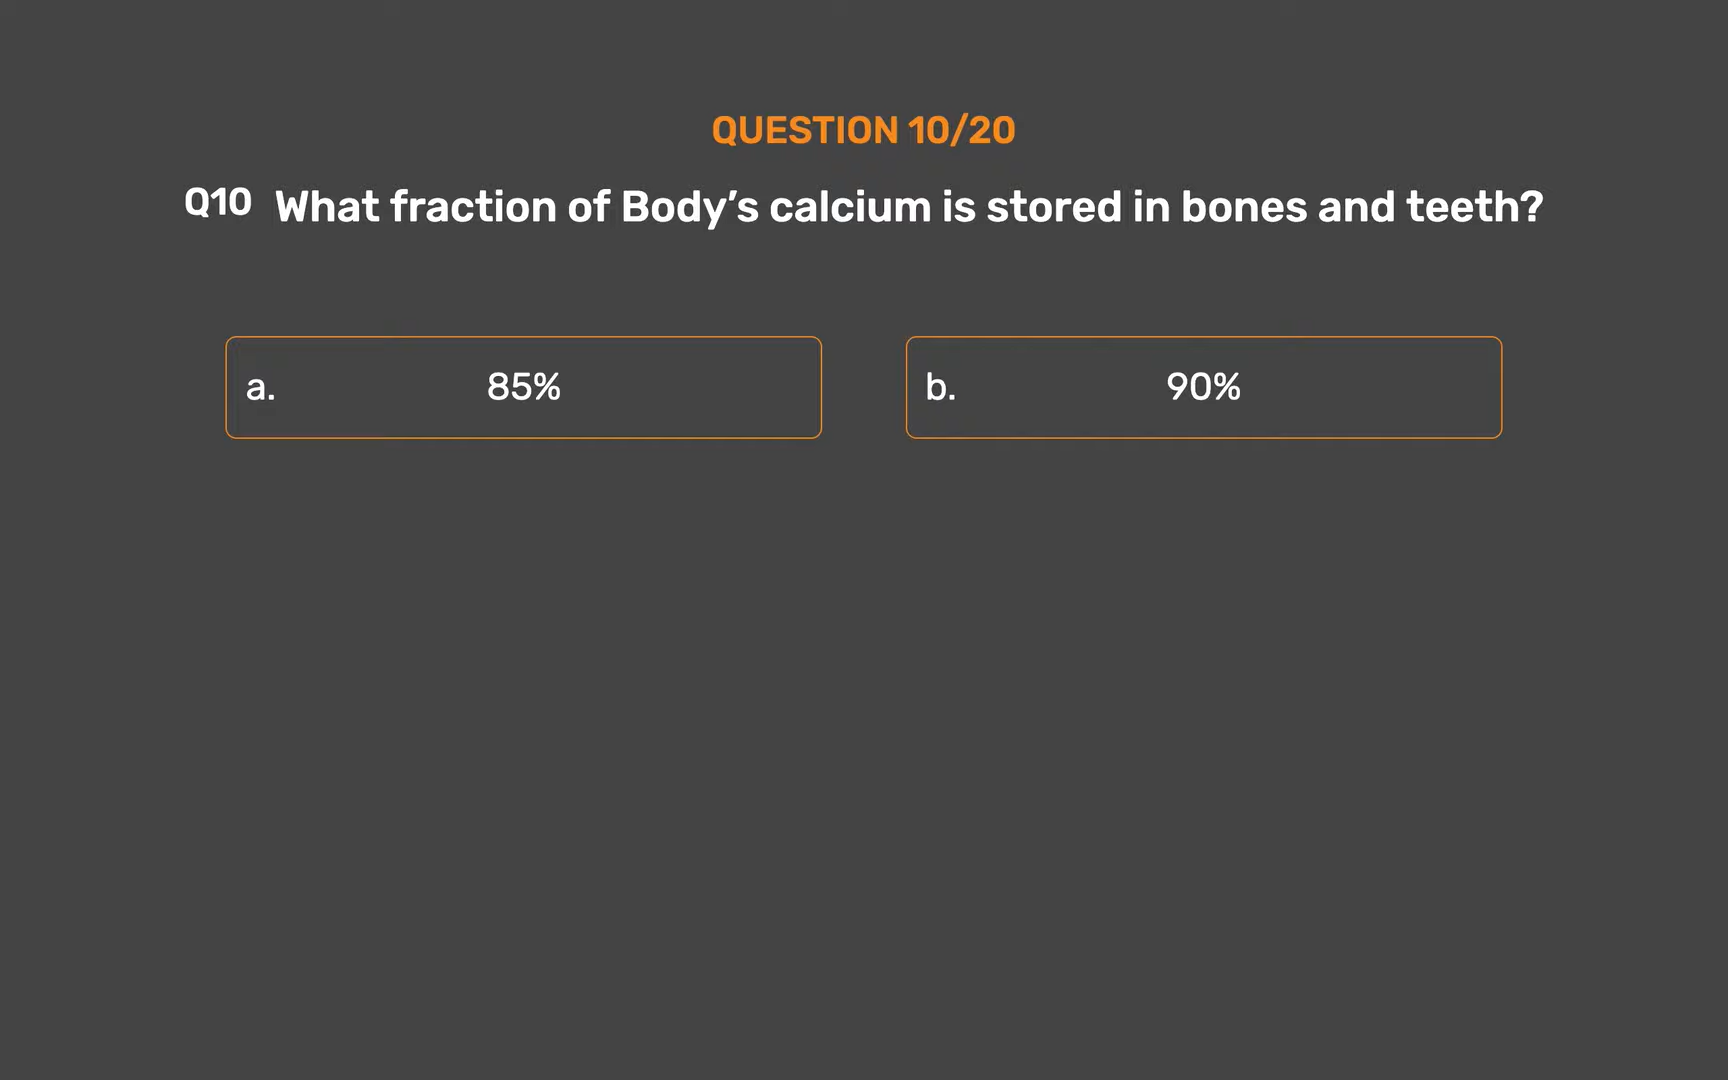 QUESTION 10/20
Q10 What fraction of Body’s calcium is stored in bones and teeth?
a. 85%
b. 90%